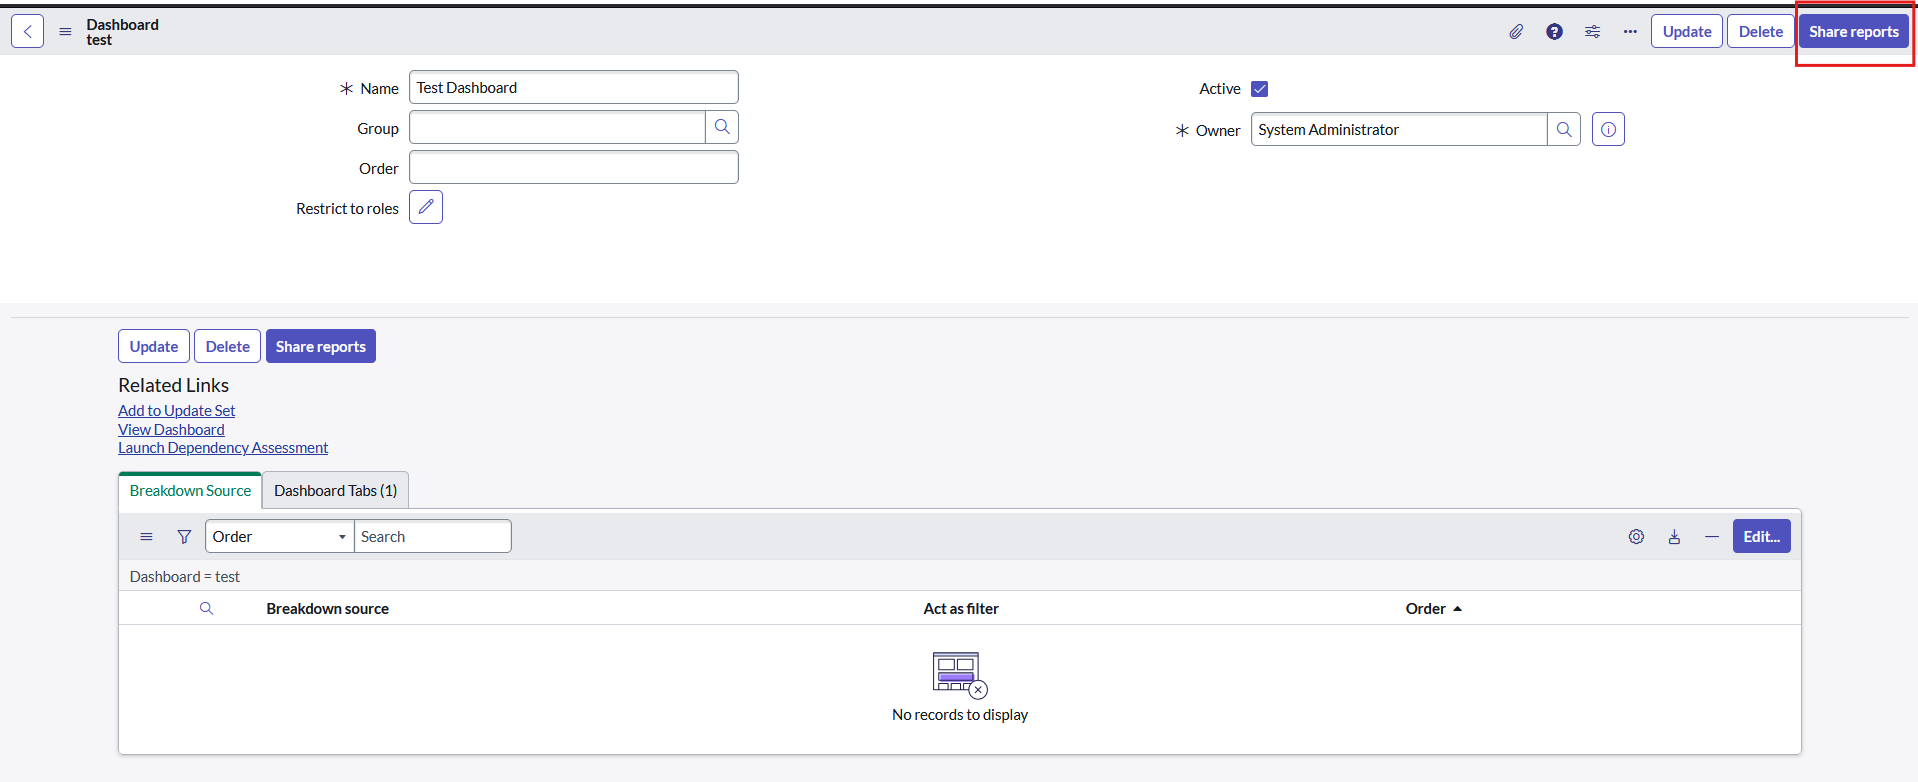 Dashboard
test
Update
Delete
Share reports
Name
Test Dashboard
Active
Group
Owner
System Administrator
Order
Restrict to roles
Update
Delete
Share reports
Related Links
Add to Update Set
View Dashboard
Launch Dependency Assessment
Breakdown Source
Dashboard Tabs (1)
Order
Search
Edit...
Dashboard = test
Breakdown source
Act as filter
Order
No records to display